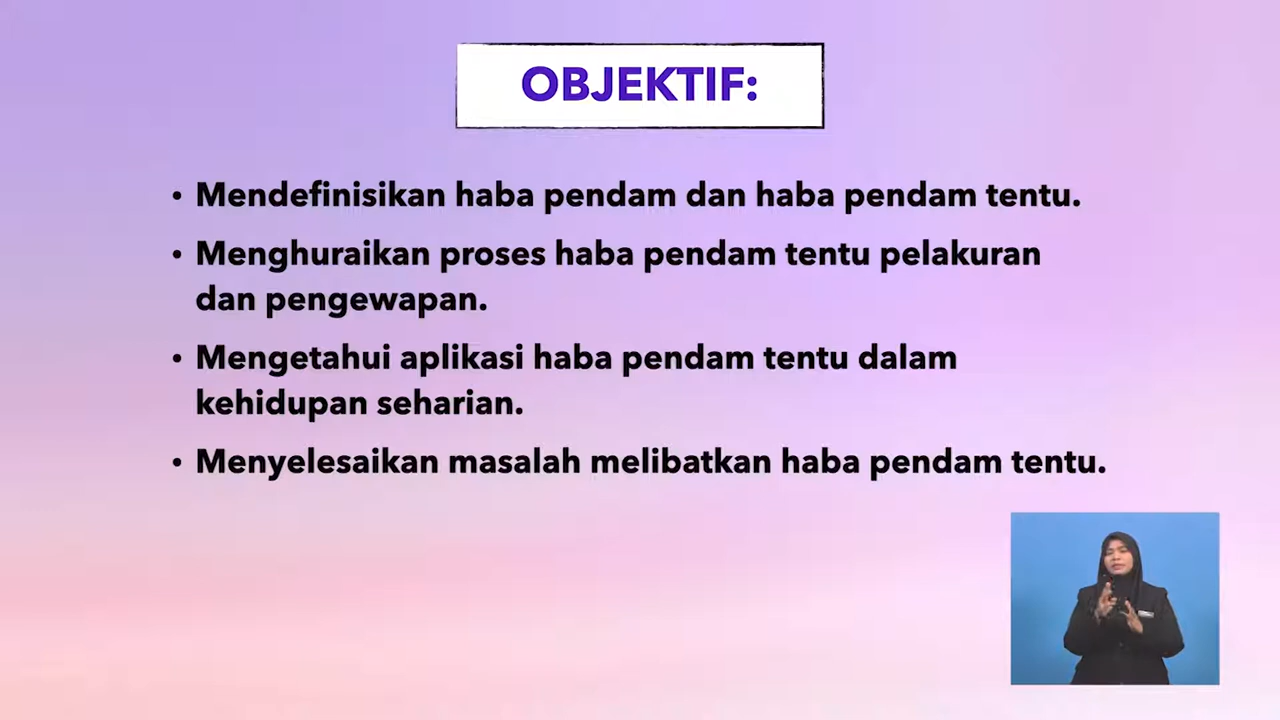 OBJEKTIF:
• Mendefinisikan haba pendam dan haba pendam tentu.
• Menghuraikan proses haba pendam tentu pelakuran
dan pengewapan.
• Mengetahui aplikasi haba pendam tentu dalam
kehidupan seharian.
• Menyelesaikan masalah melibatkan haba pendam tentu.